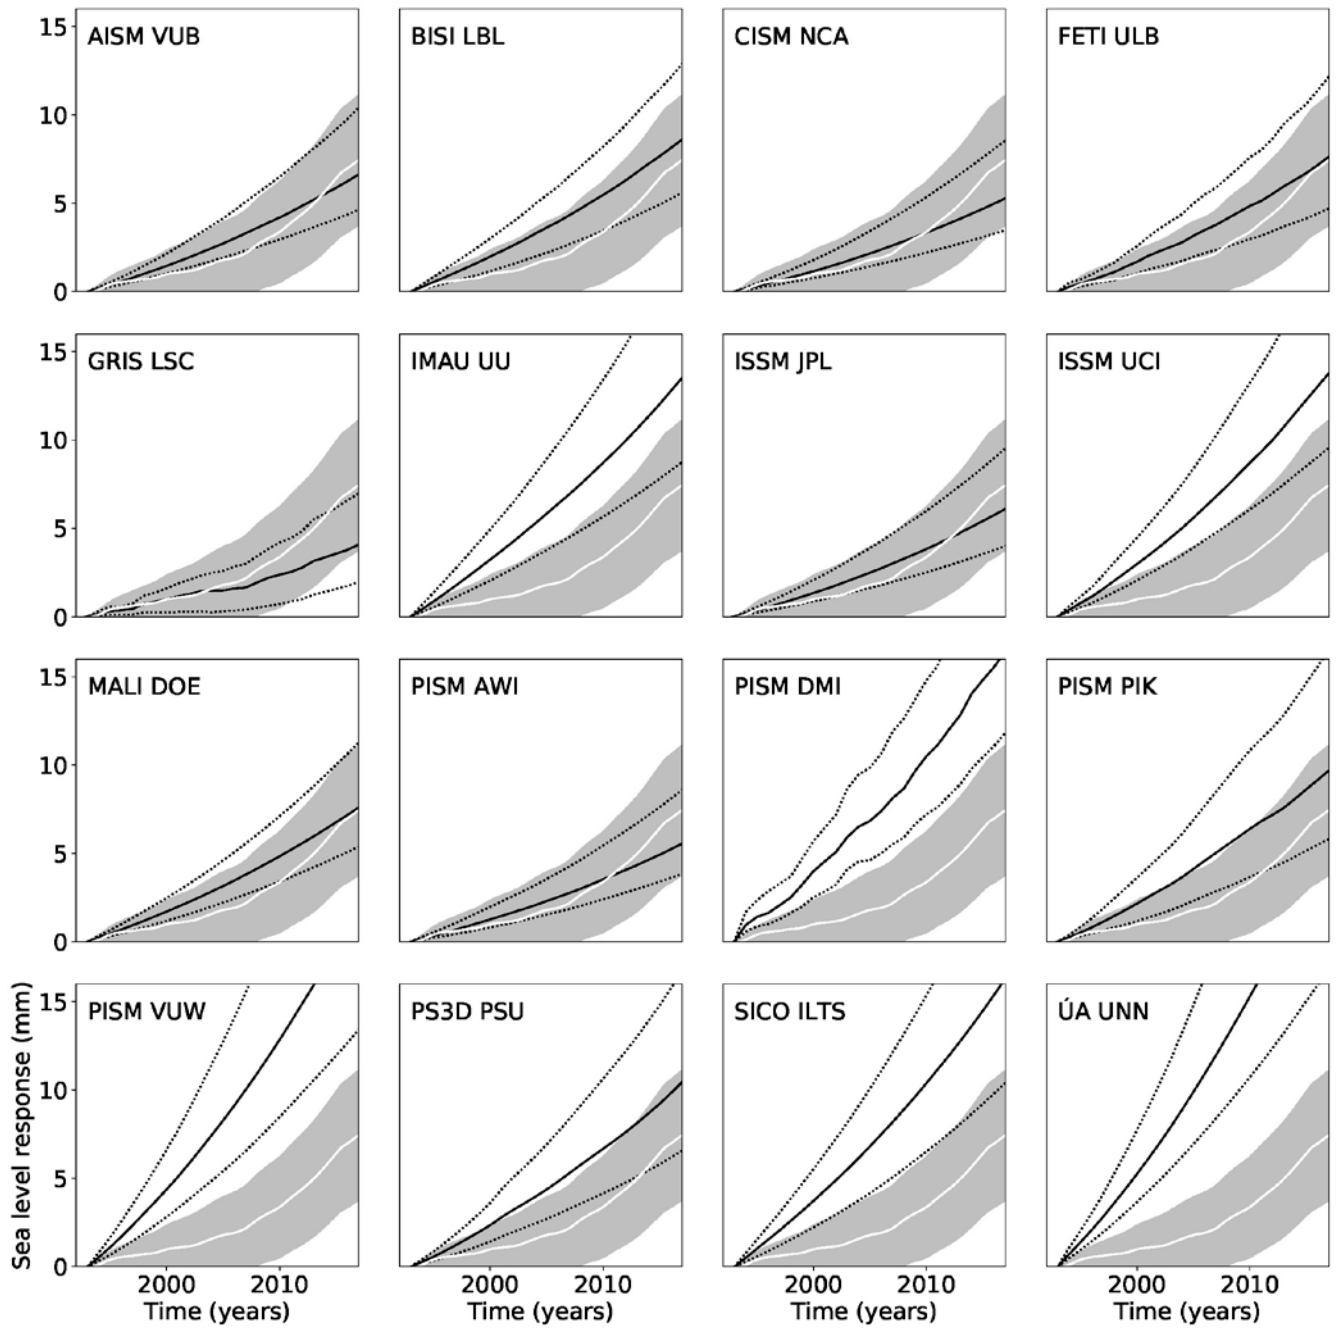 15
10
5
0
AISM VUB
BISI LBL
CISM NCA
FETI ULB
15
10
5
0
GRIS LSC
IMAU UU
ISSM JPL
ISSM UCI
15
10
5
0
MALI DOE
PISM AWI
PISM DMI
PISM PIK
Sea level response (mm)
15
10
5
0
PISM VUW
PS3D PSU
SICO ILTS
ÚA UNN
2000 2010
2000 2010
2000 2010
2000 2010
Time (years)
Time (years)
Time (years)
Time (years)